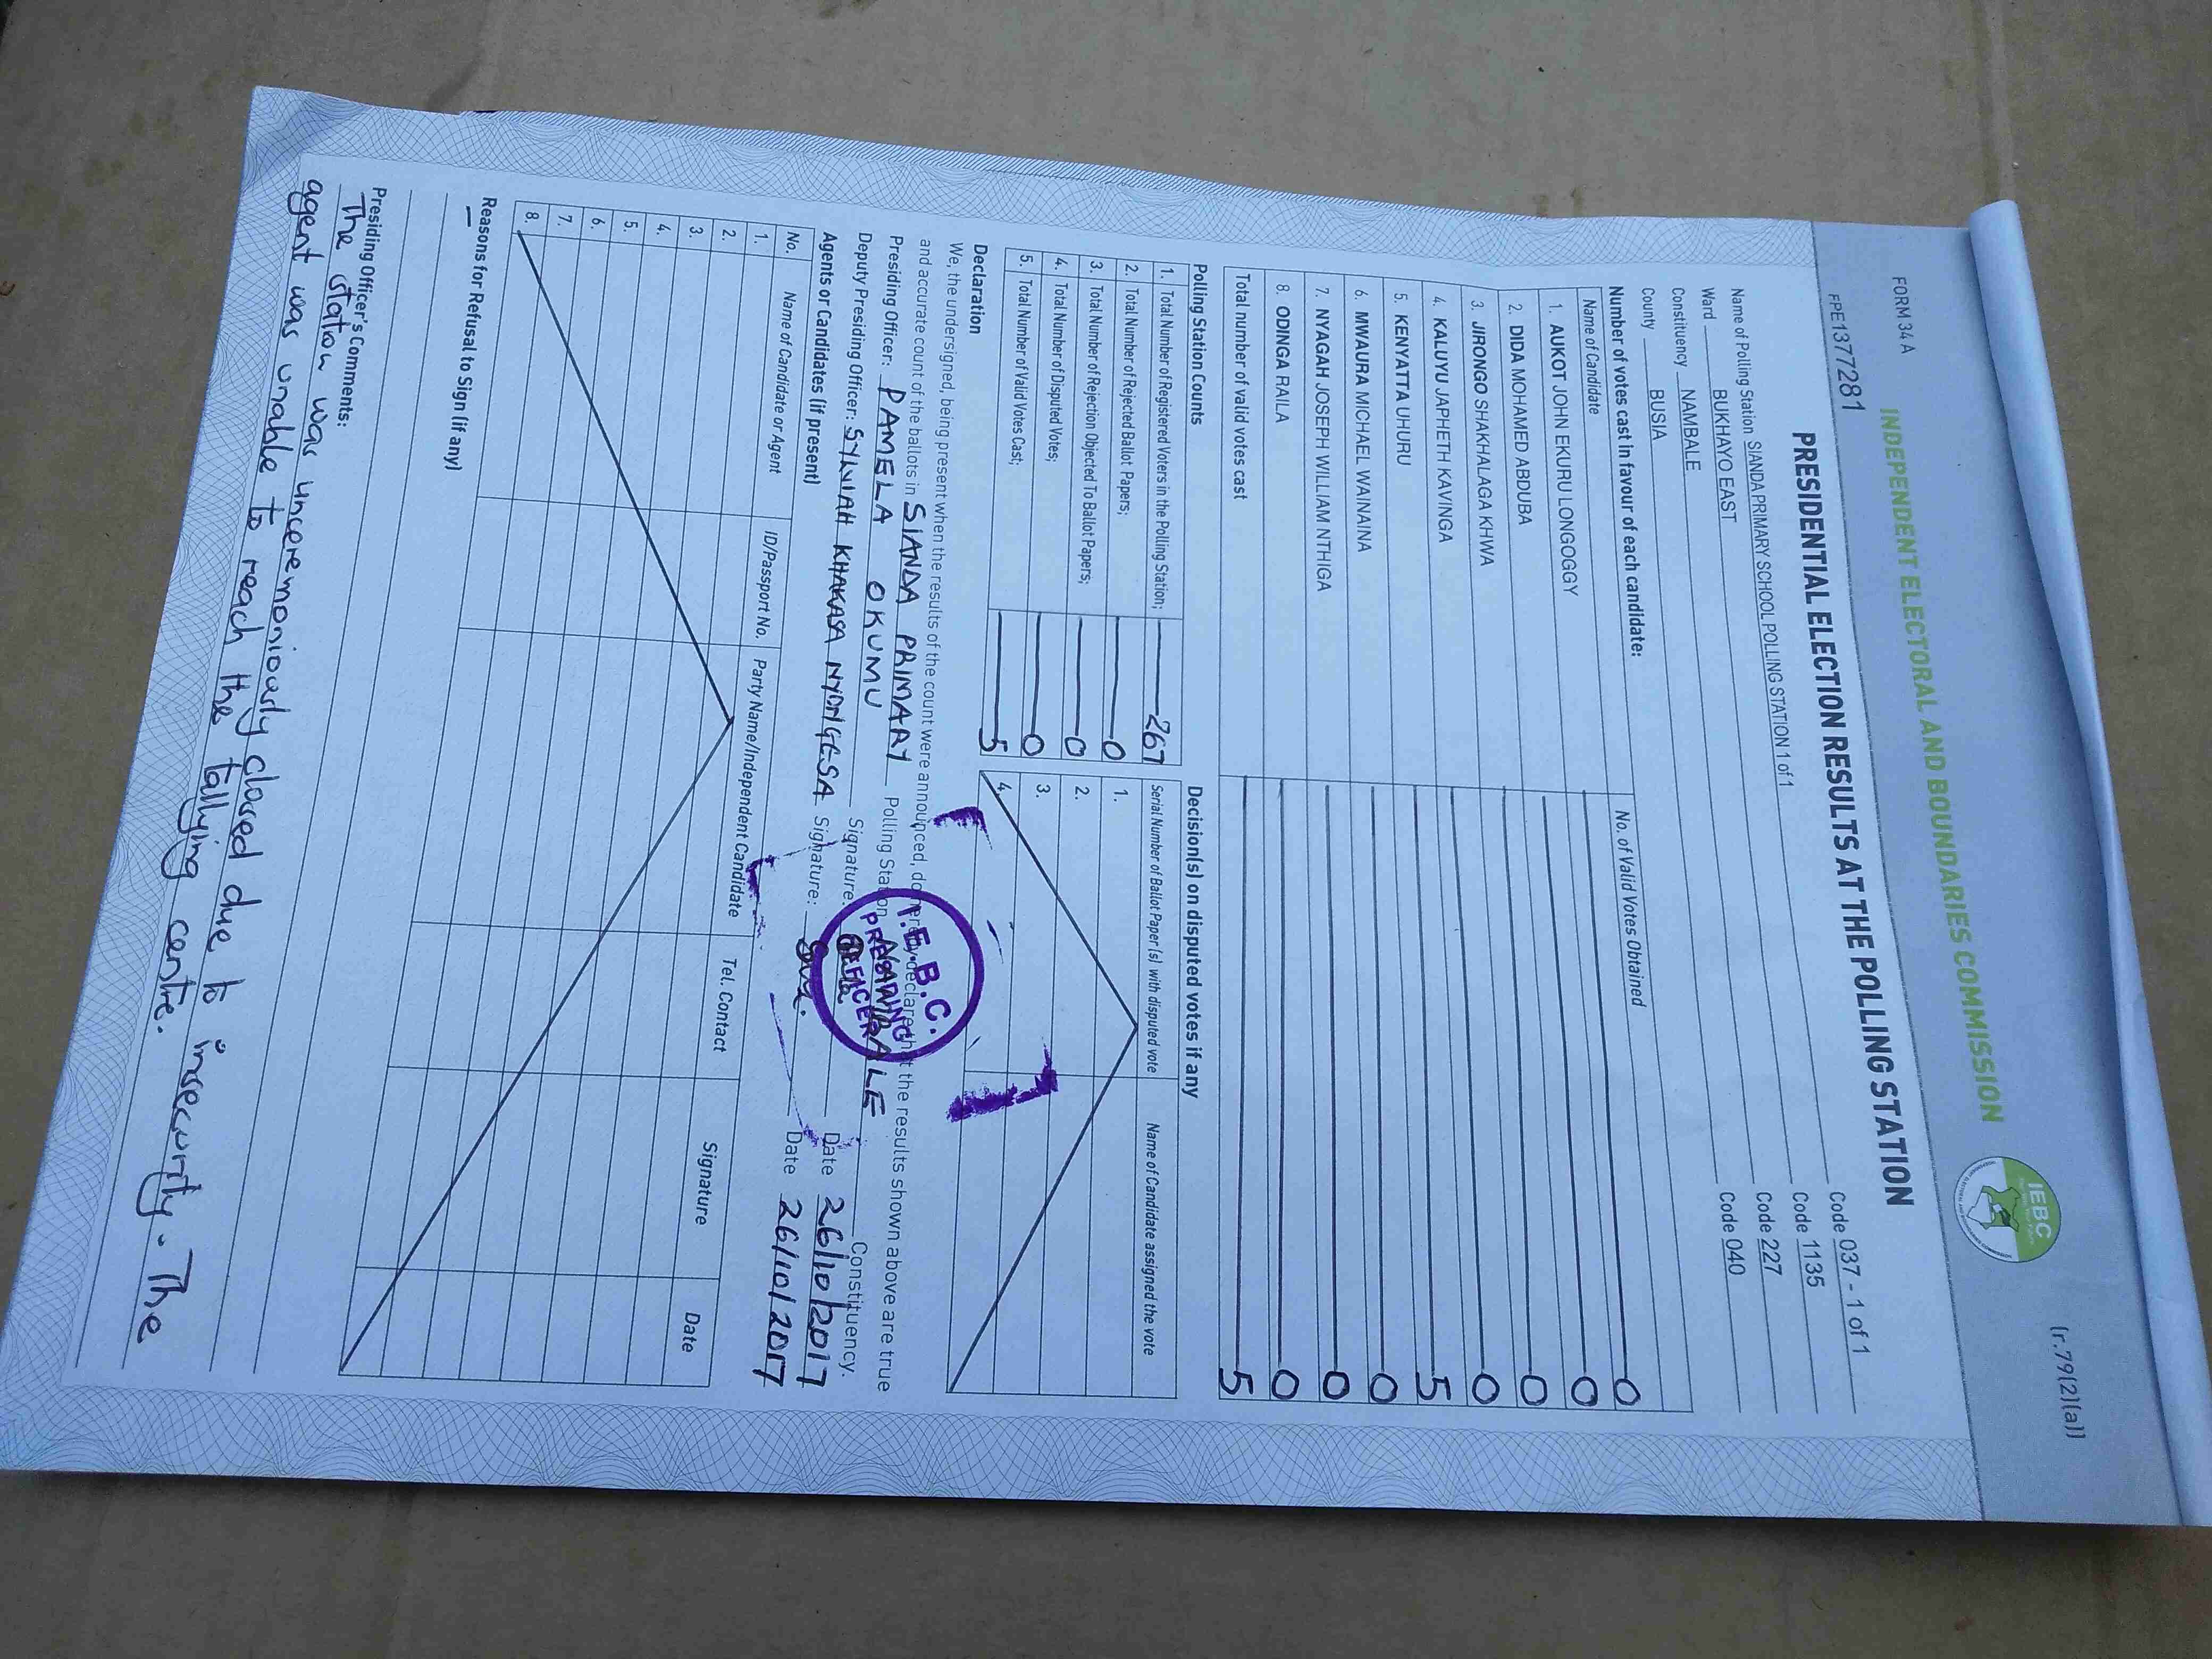 FORM 34 A
(r.79(2)(a))
INDEPENDENT ELECTORAL AND BOUNDARIES COMMISSION
IEBC
FPE1377281
PRESIDENTIAL ELECTION RESULTS AT THE POLLING STATION
Name of Polling Station SIANDA PRIMARY SCHOOL POLLING STATION 1 of 1 Code 037 - 1 of 1
Ward BUKHAYO EAST Code 1135
Constituency NAMBALE Code 227
County BUSIA Code 040
Number of votes cast in favour of each candidate:
Name of Candidate No. of Valid Votes Obtained
1. AUKOT JOHN EKURU LONGOGGY 0
2. DIDA MOHAMED ABDUBA 0
3. JIRONGO SHAKHALAGA KHWA 0
4. KALUYU JAPHETH KAVINGA 0
5. KENYATTA UHURU 5
6. MWAURA MICHAEL WAINAINA 0
7. NYAGAH JOSEPH WILLIAM NTHIGA 0
8. ODINGA RAILA 0
Total number of valid votes cast 5
Polling Station Counts
1. Total Number of Registered Voters in the Polling Station; 267
2. Total Number of Rejected Ballot Papers; 0
3. Total Number of Rejection Objected To Ballot Papers; 0
4. Total Number of Disputed Votes; 0
5. Total Number of Valid Votes Cast; 5
Decision(s) on disputed votes if any
Serial Number of Ballot Paper (s) with disputed vote Name of Candidate assigned the vote
1.
2.
3.
4.
Declaration
We, the undersigned, being present when the results of the count were announced, do hereby declare that the results shown above are true
and accurate count of the ballots in SIANDA PRIMARY Polling Station NAMBALE Constituency.
Presiding Officer: PAMELA OKUMU Signature: Date 26/10/2017
Deputy Presiding Officer: KHAKASA Signature: Date 26/10/2017
I.E.B.C.
PRESIDING
OFFICER
Agents or Candidates (if present)
No. Name of Candidate or Agent ID/Passport No. Party Name/Independent Candidate Tel. Contact Signature Date
1.
2.
3.
4.
5.
6.
7.
8.
Reasons for Refusal to Sign (if any)
Presiding Officer's Comments:
The station was unceremoniously closed due to insecurity. The
agent was unable to reach the tallying centre.